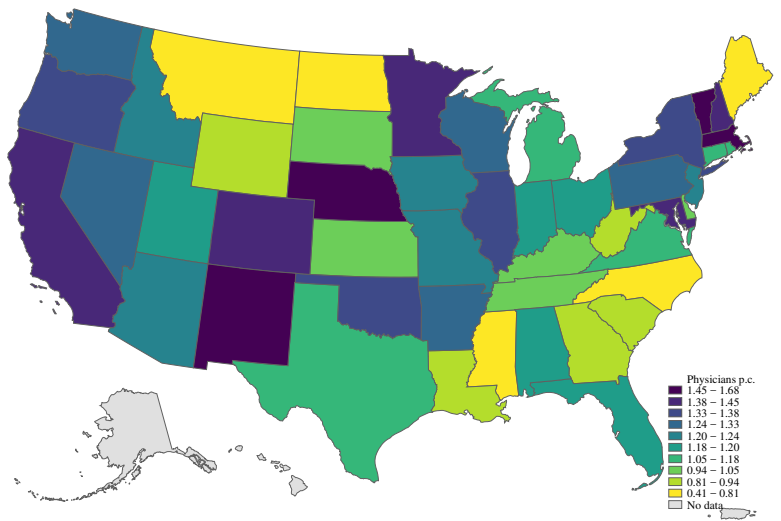 Physicians p.c.
1.45 − 1.68
1.38 − 1.45
1.33 − 1.38
1.24 − 1.33
1.20 − 1.24
1.18 − 1.20
1.05 − 1.18
0.94 − 1.05
0.81 − 0.94
0.41 − 0.81
No data